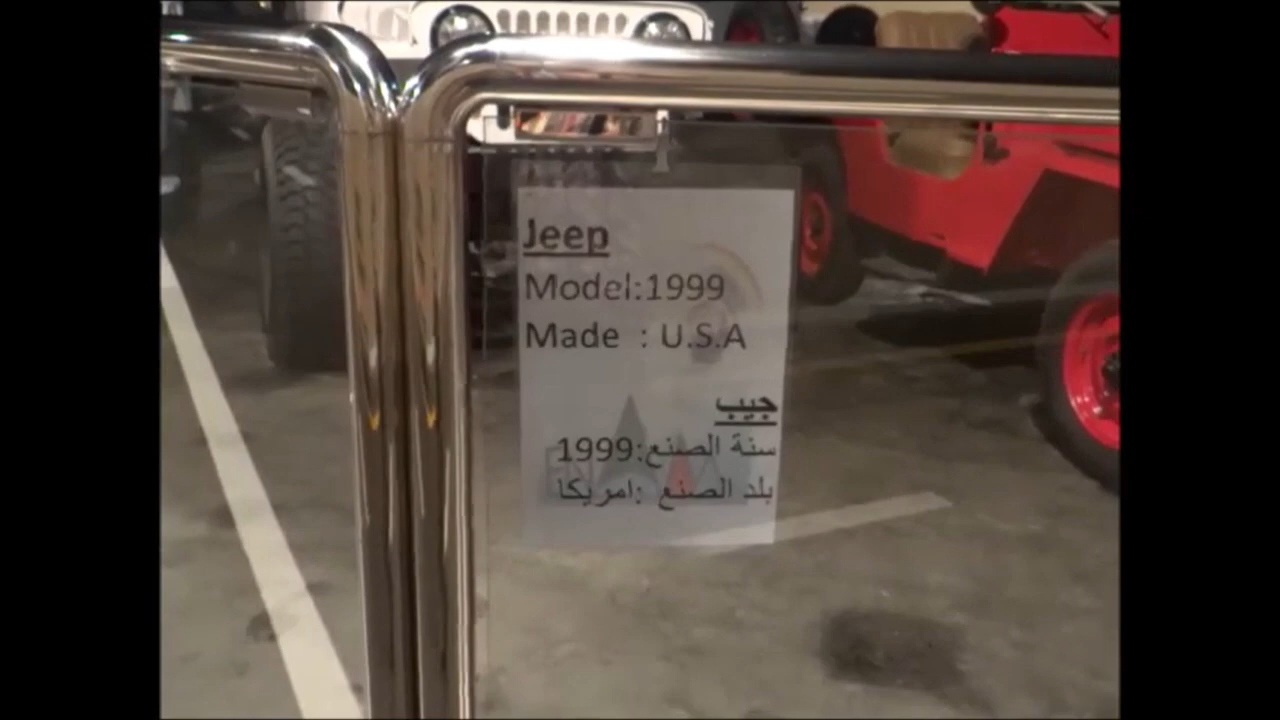 Jeep
Model:1999
Made : U.S.A
جيب
سنة الصنع:1999
بلد الصنع :امريكا